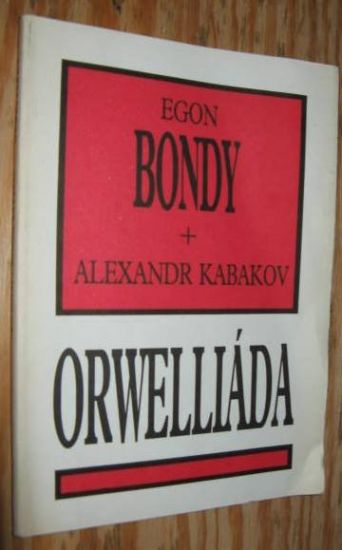 EGON
BONDY
+
ALEXANDR KABAKOV
ORWELLIÁDA